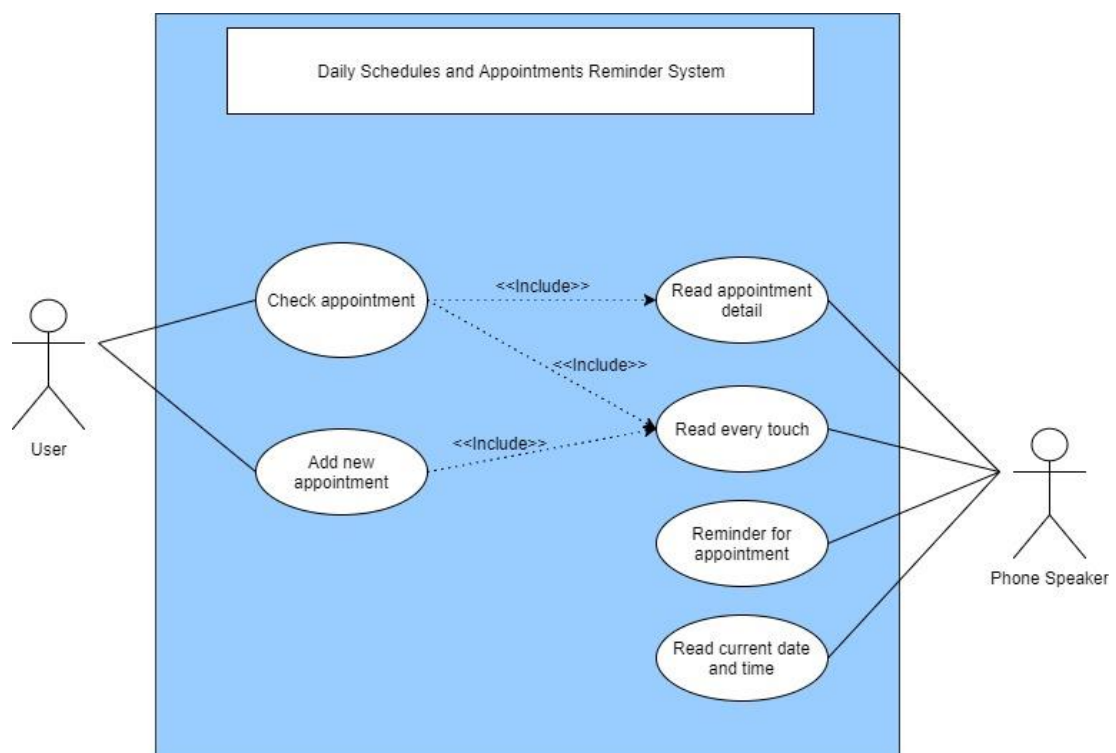 Daily Schedules and Appointments Reminder System
Check appointment
<<Include>>
Read appointment
detail
<<Include>>
Read every touch
<<Include>>
Add new
appointment
User
Reminder for
appointment
Phone Speaker
Read current date
and time